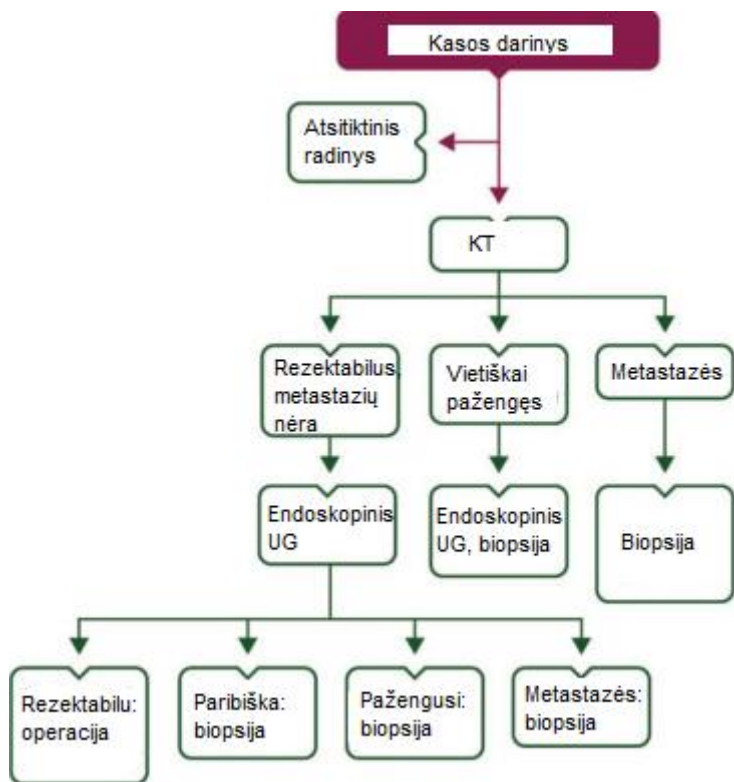 Kasos darinys
Atsitiktinis
radinys
KT
Rezektabilus,
metastazių
nėra
Vietiškai
pažengęs
Metastazės
Endoskopinis
UG
Endoskopinis
UG, biopsija
Biopsija
Rezektabilu:
operacija
Paribiška:
biopsija
Pažengusi:
biopsija
Metastazės:
biopsija